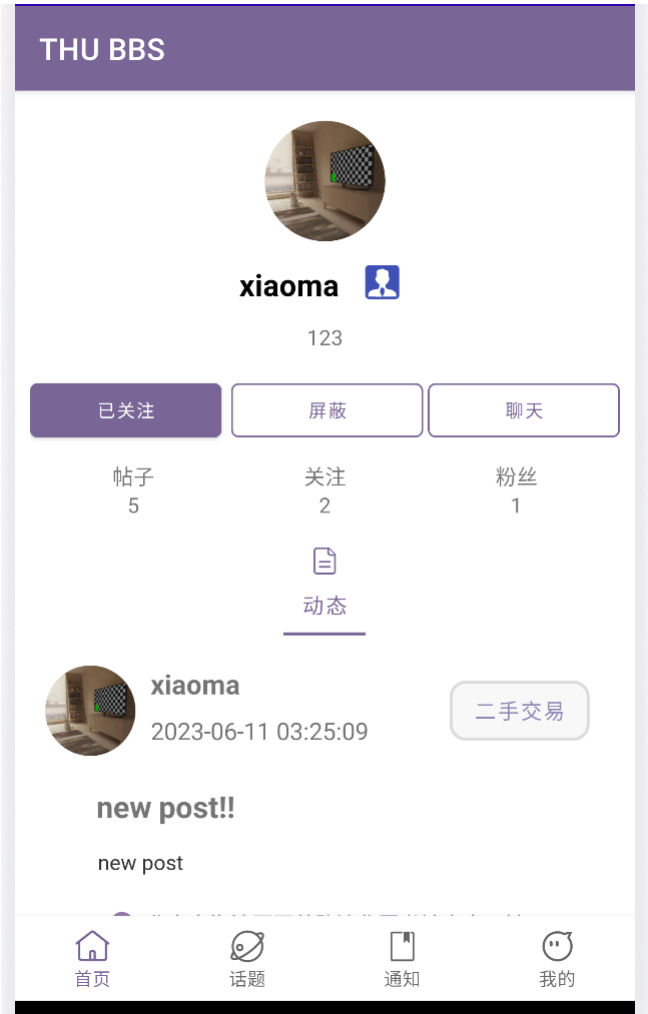 THU BBS
xiaoma
123
已关注 屏蔽 聊天
帖子 关注 粉丝
5 2 1
动态
xiaoma
2023-06-11 03:25:09
二手交易
new post!!
new post
首页 话题 通知 我的